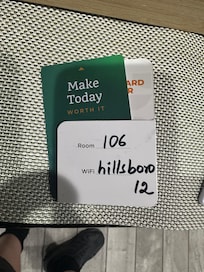 Make
Today
WORTH IT
ARD
R
Room 106
WiFi hillsboro
12